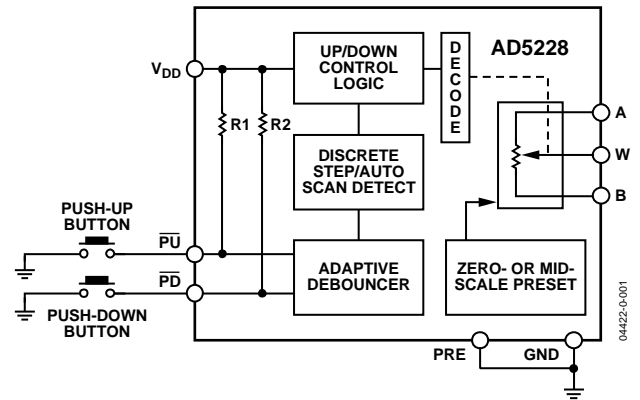 UP/DOWN
CONTROL
LOGIC
D
E
C
O
D
E
AD5228
VDD
R1
R2
A
W
B
DISCRETE
STEP/AUTO
SCAN DETECT
PUSH-UP
BUTTON
PU
PD
PUSH-DOWN
BUTTON
ADAPTIVE
DEBOUNCER
ZERO- OR MID-
SCALE PRESET
PRE
GND
04422-0-001